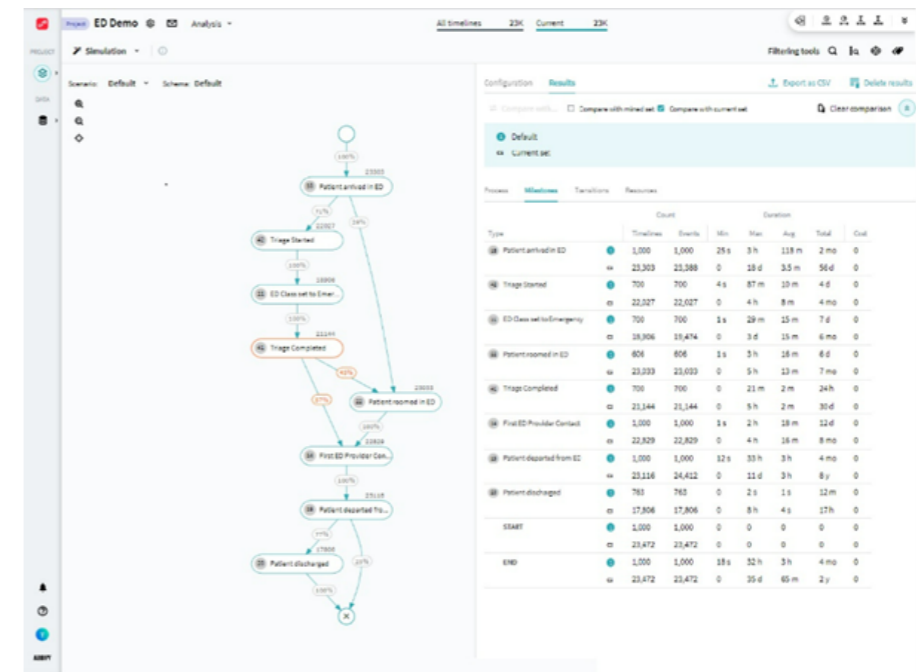 Project ED Demo Analysis
All timelines 23K Current 23K
PROJECT
Simulation
Filtering tools
Scenario: Default Schema: Default
DATA
100%
23303
Patient arrived in ED
Triage Started
100%
ED Class set to Emer...
100%
Triage Completed
Patient roomed in ED
100%
First ED Provider Con...
100%
23116
Patient departed fro...
Patient discharged
100%
Configuration Results
Export as CSV Delete results
Compare with... Compare with mined set Compare with current set Clear comparison
Default
Current set
Process Milestones Transitions Resources
Count Duration
Type Timelines Events Min Max Avg Total Cost
Patient arrived in ED 1,000 1,000 25 s 3 h 118 m 2 mo 0
23,303 23,388 0 18 d 3.5 m 56 d 0
Triage Started 700 700 4 s 87 m 10 m 4 d 0
22,027 22,027 0 4 h 8 m 4 mo 0
ED Class set to Emergency 700 700 1 s 29 m 15 m 7 d 0
0 3 d 15 m 6 mo 0
Patient roomed in ED 606 606 1 s 3 h 16 m 6 d 0
23,033 23,033 0 5 h 13 m 7 mo 0
Triage Completed 700 700 0 21 m 2 m 24 h 0
21,144 21,144 0 5 h 2 m 30 d 0
First ED Provider Contact 1,000 1,000 1 s 2 h 18 m 12 d 0
22,829 22,829 0 4 h 16 m 8 mo 0
Patient departed from ED 1,000 1,000 12 s 33 h 3 h 4 mo 0
23,116 24,412 0 11 d 3 h 8 y 0
Patient discharged 763 763 0 2 s 1 s 12 m 0
17,806 17,806 0 8 h 4 s 17 h 0
START 1,000 1,000 0 0 0 0 0
23,472 23,472 0 0 0 0 0
END 1,000 1,000 18 s 32 h 3 h 4 mo 0
23,472 23,472 0 35 d 65 m 2 y 0